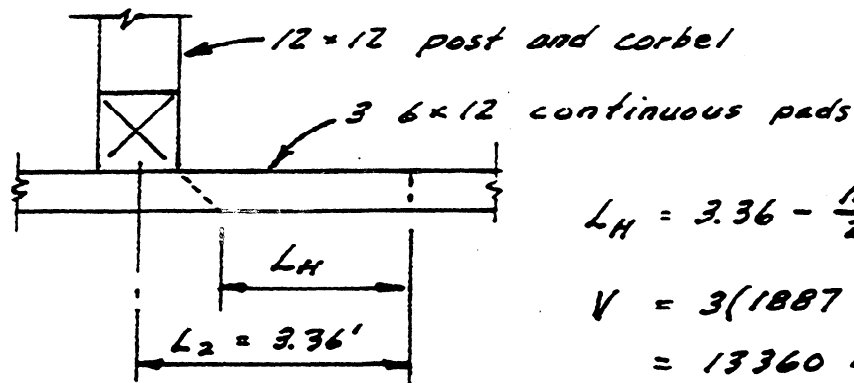 12 × 12 post and corbel
3 6×12 continuous pads
L_H = 3.36 -
L_H
V = 3(1887
L_2 = 3.36'
= 13360